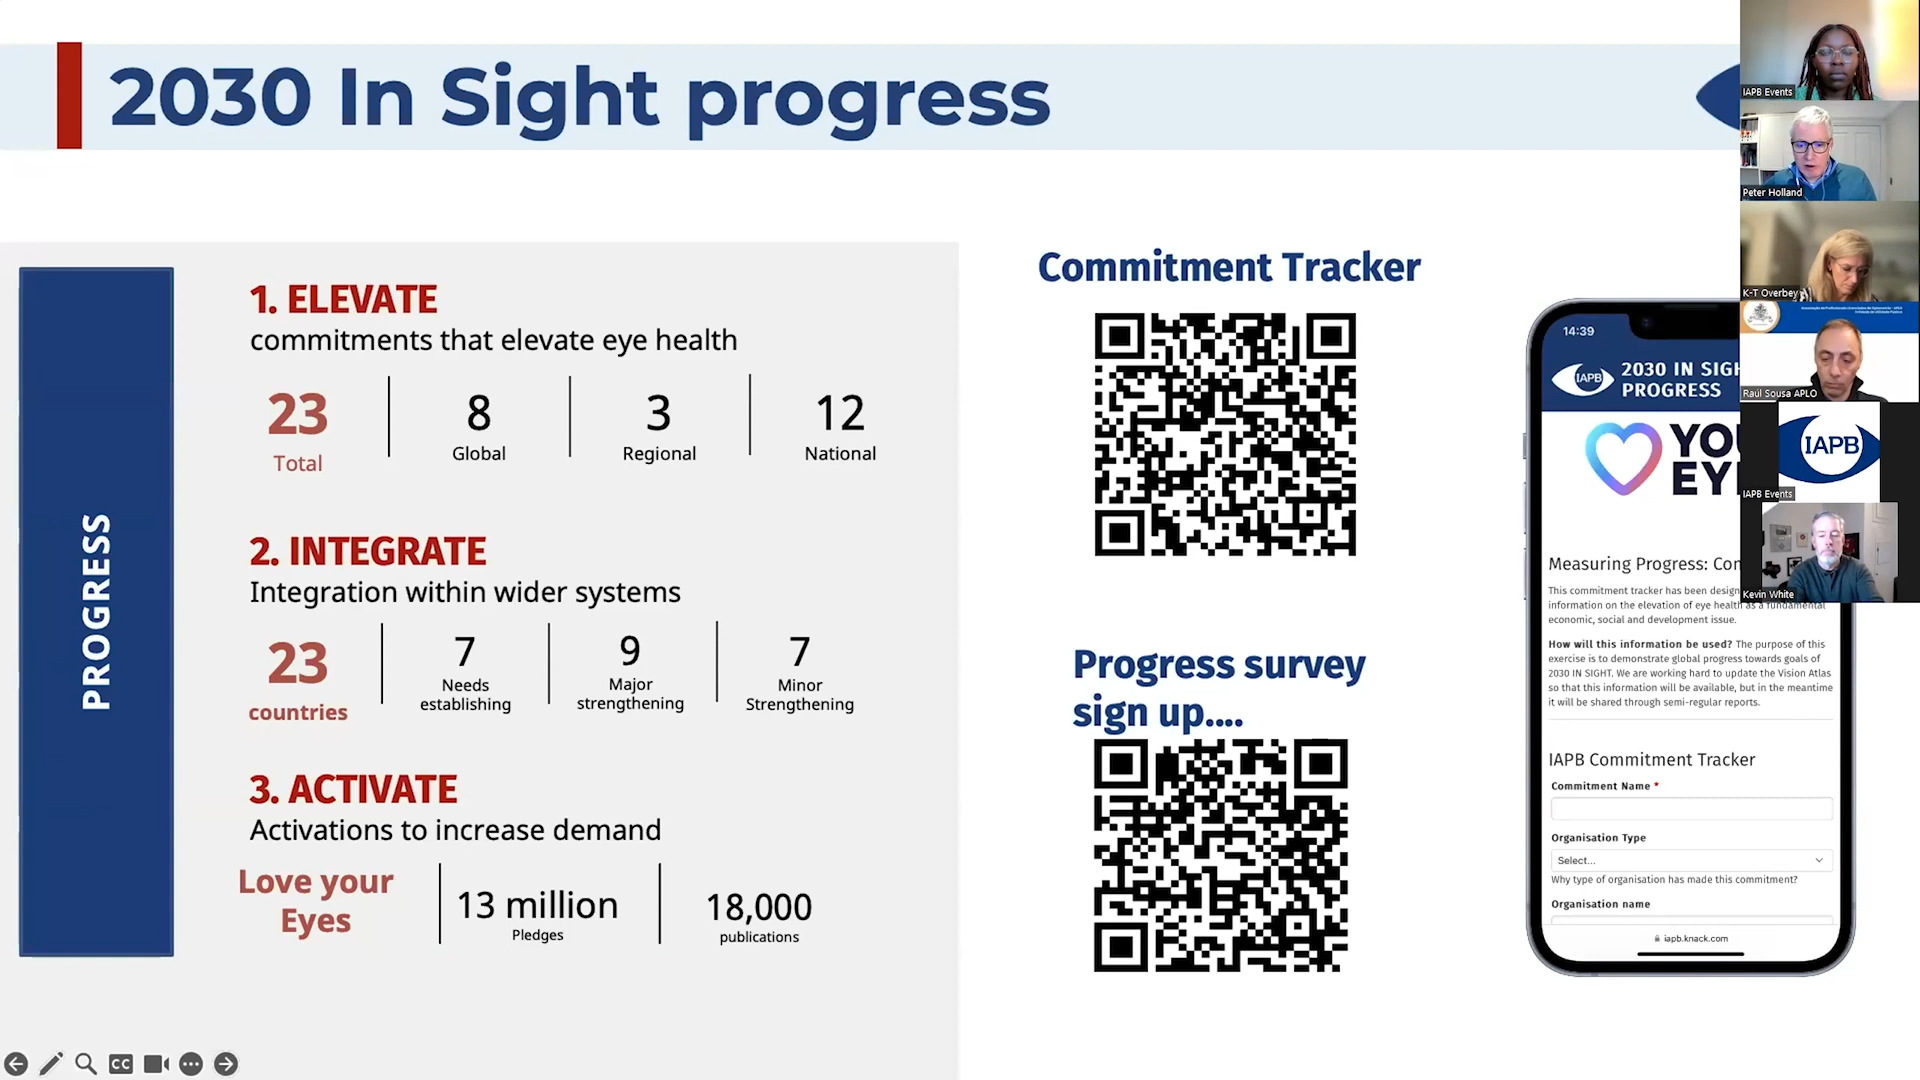 2030 In Sight progress
PROGRESS
1. ELEVATE
commitments that elevate eye health
23
Total
8
Global
3
Regional
12
National
2. INTEGRATE
Integration within wider systems
23
countries
7
Needs
establishing
9
Major
strengthening
7
Minor
Strengthening
3. ACTIVATE
Activations to increase demand
Love your
Eyes
13 million
Pledges
18,000
publications
Commitment Tracker
Progress survey
sign up....
14:39
IAPB
2030 IN SIGH
PROGRESS
YOU
EYE
Measuring Progress: Con
This commitment tracker has been design
information on the elevation of eye health as a fundamental
economic, social and development issue.
How will this information be used? The purpose of this
exercise is to demonstrate global progress towards goals of
2030 IN SIGHT. We are working hard to update the Vision Atlas
so that this information will be available, but in the meantime
it will be shared through semi-regular reports.
IAPB Commitment Tracker
Commitment Name *
Organisation Type
Select...
Why type of organisation has made this commitment?
Organisation name
iapb.knack.com
IAPB Events
Peter Holland
K-T Overbey
Raúl Sousa APLO
IAPB
IAPB Events
Kevin White
CC